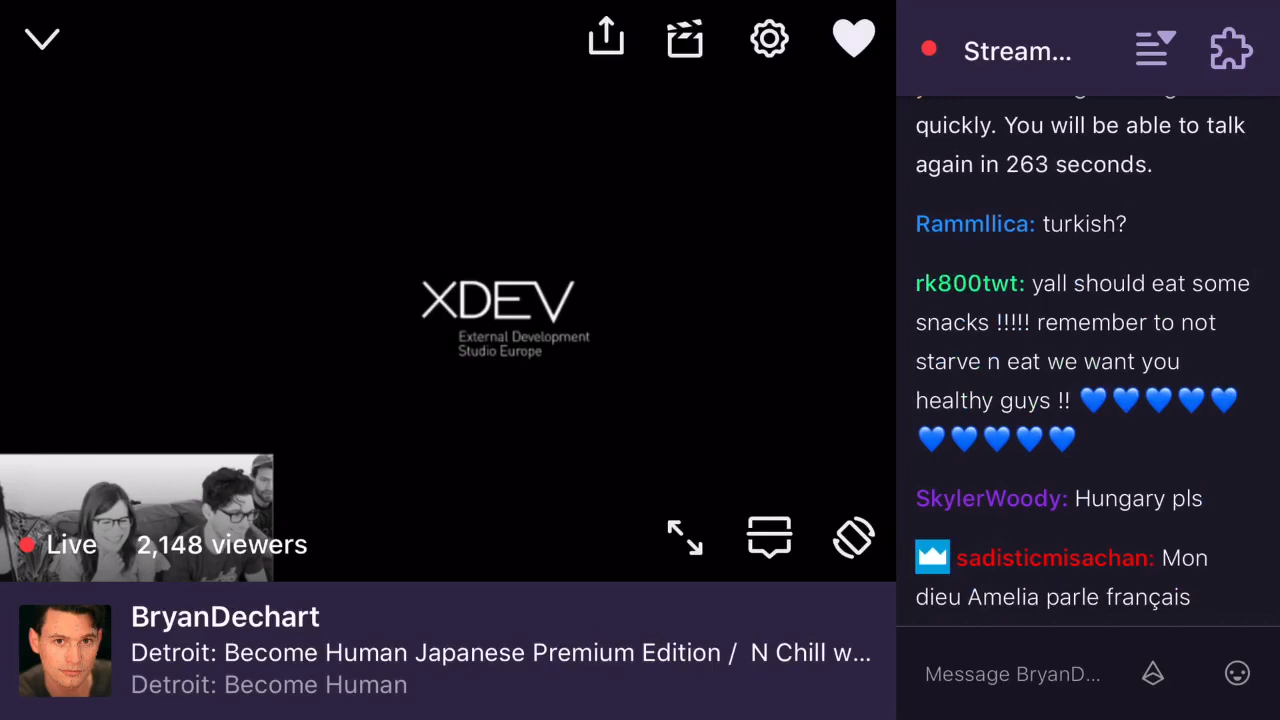 XDEV
External Development
Studio Europe
Live 2,148 viewers
BryanDechart
Detroit: Become Human Japanese Premium Edition / N Chill w...
Detroit: Become Human
Stream...
quickly. You will be able to talk
again in 263 seconds.
Rammllica: turkish?
rk800twt: yall should eat some
snacks !!!!! remember to not
starve n eat we want you
healthy guys !! 💙💙💙💙💙
💙💙💙💙💙
SkylerWoody: Hungary pls
sadisticmisachan: Mon
dieu Amelia parle français
Message BryanD...